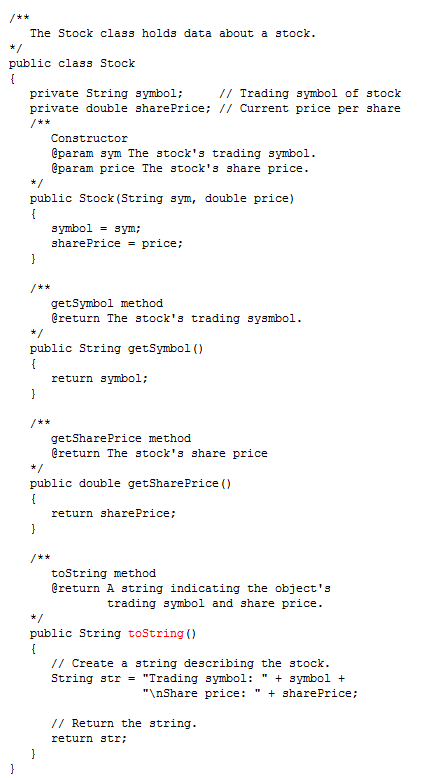 /**
   The Stock class holds data about a stock.
*/
public class Stock
{
   private String symbol;     // Trading symbol of stock
   private double sharePrice; // Current price per share
   /**
      Constructor
      @param sym The stock's trading symbol.
      @param price The stock's share price.
   */
   public Stock(String sym, double price)
   {
      symbol = sym;
      sharePrice = price;
   }

   /**
      getSymbol method
      @return The stock's trading sysmbol.
   */
   public String getSymbol()
   {
      return symbol;
   }

   /**
      getSharePrice method
      @return The stock's share price
   */
   public double getSharePrice()
   {
      return sharePrice;
   }

   /**
      toString method
      @return A string indicating the object's
              trading symbol and share price.
   */
   public String toString()
   {
      // Create a string describing the stock.
      String str = "Trading symbol: " + symbol +
                   "\nShare price: " + sharePrice;

      // Return the string.
      return str;
   }
}